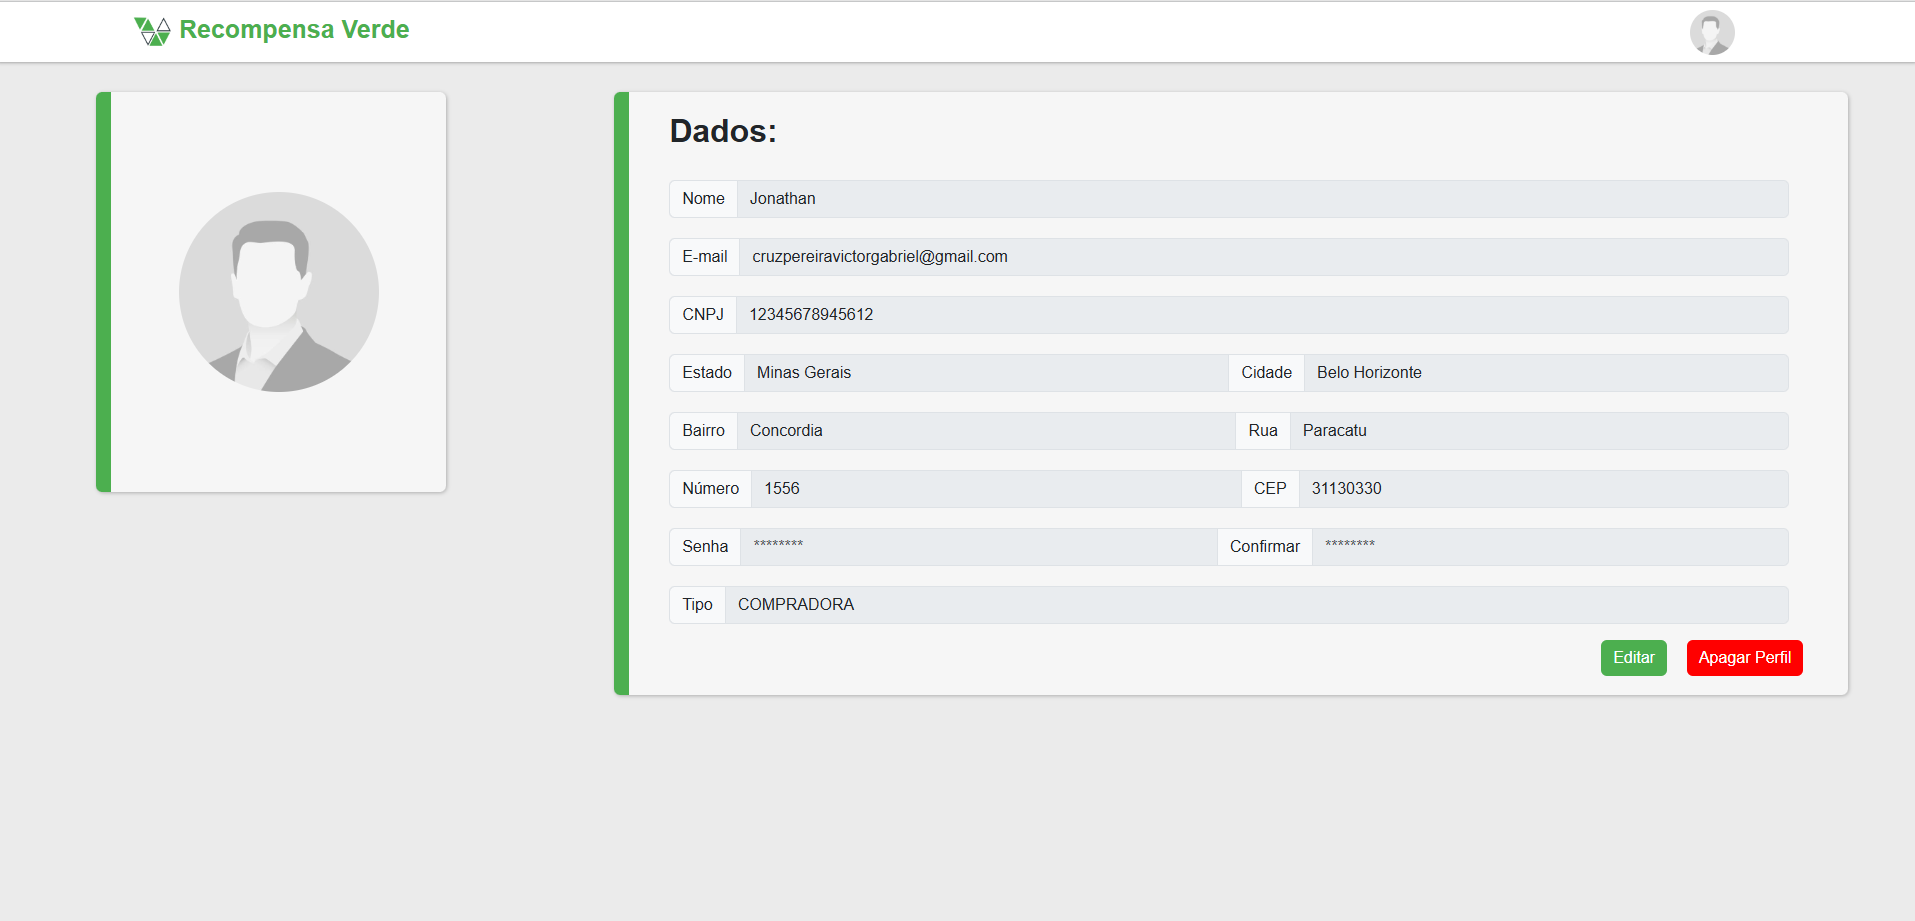 Recompensa Verde
Dados:
Nome Jonathan
E-mail cruzpereiravictorgabriel@gmail.com
CNPJ 12345678945612
Estado Minas Gerais Cidade Belo Horizonte
Bairro Concordia Rua Paracatu
Número 1556 CEP 31130330
Senha ******** Confirmar ********
Tipo COMPRADORA
Editar Apagar Perfil